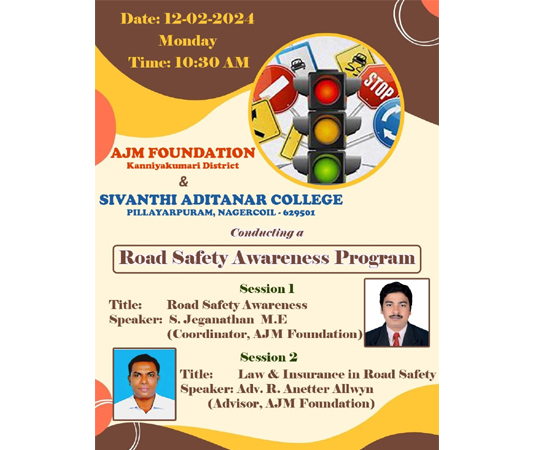 Date: 12-02-2024
Monday
Time: 10:30 AM
STOP
AJM FOUNDATION
Kanniyakumari District
&
SIVANTHI ADITANAR COLLEGE
PILLAYARPURAM, NAGERCOIL - 629501
Conducting a
Road Safety Awareness Program
Session 1
Title: Road Safety Awareness
Speaker: S. Jeganathan M.E
(Coordinator, AJM Foundation)
Session 2
Title: Law & Insurance in Road Safety
Speaker: Adv. R. Anetter Allwyn
(Advisor, AJM Foundation)